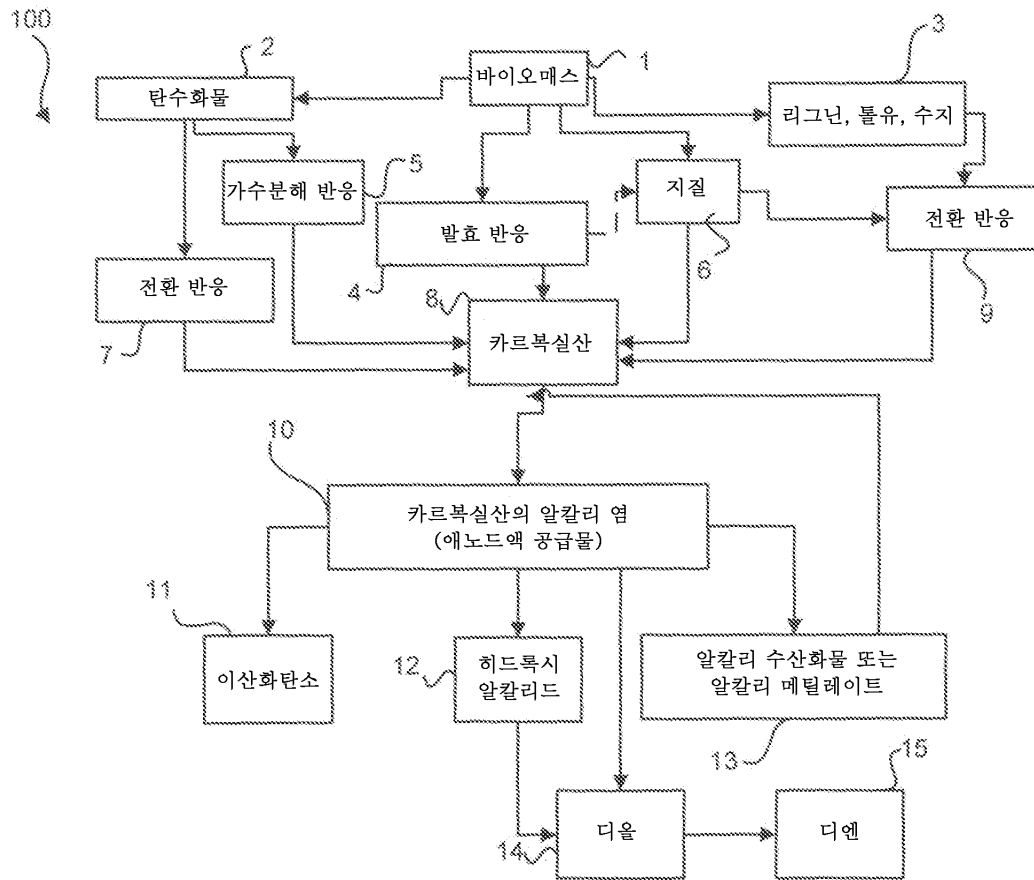 100
2
탄수화물
바이오매스
1
3
리그닌, 톨유, 수지
5
가수분해 반응
지질
6
발효 반응
4
전환 반응
9
전환 반응
7
8
카르복실산
10
카르복실산의 알칼리 염
(애노드액 공급물)
11
이산화탄소
12
히드록시
알칼리드
알칼리 수산화물 또는
알칼리 메틸레이트
13
15
디올
14
디엔